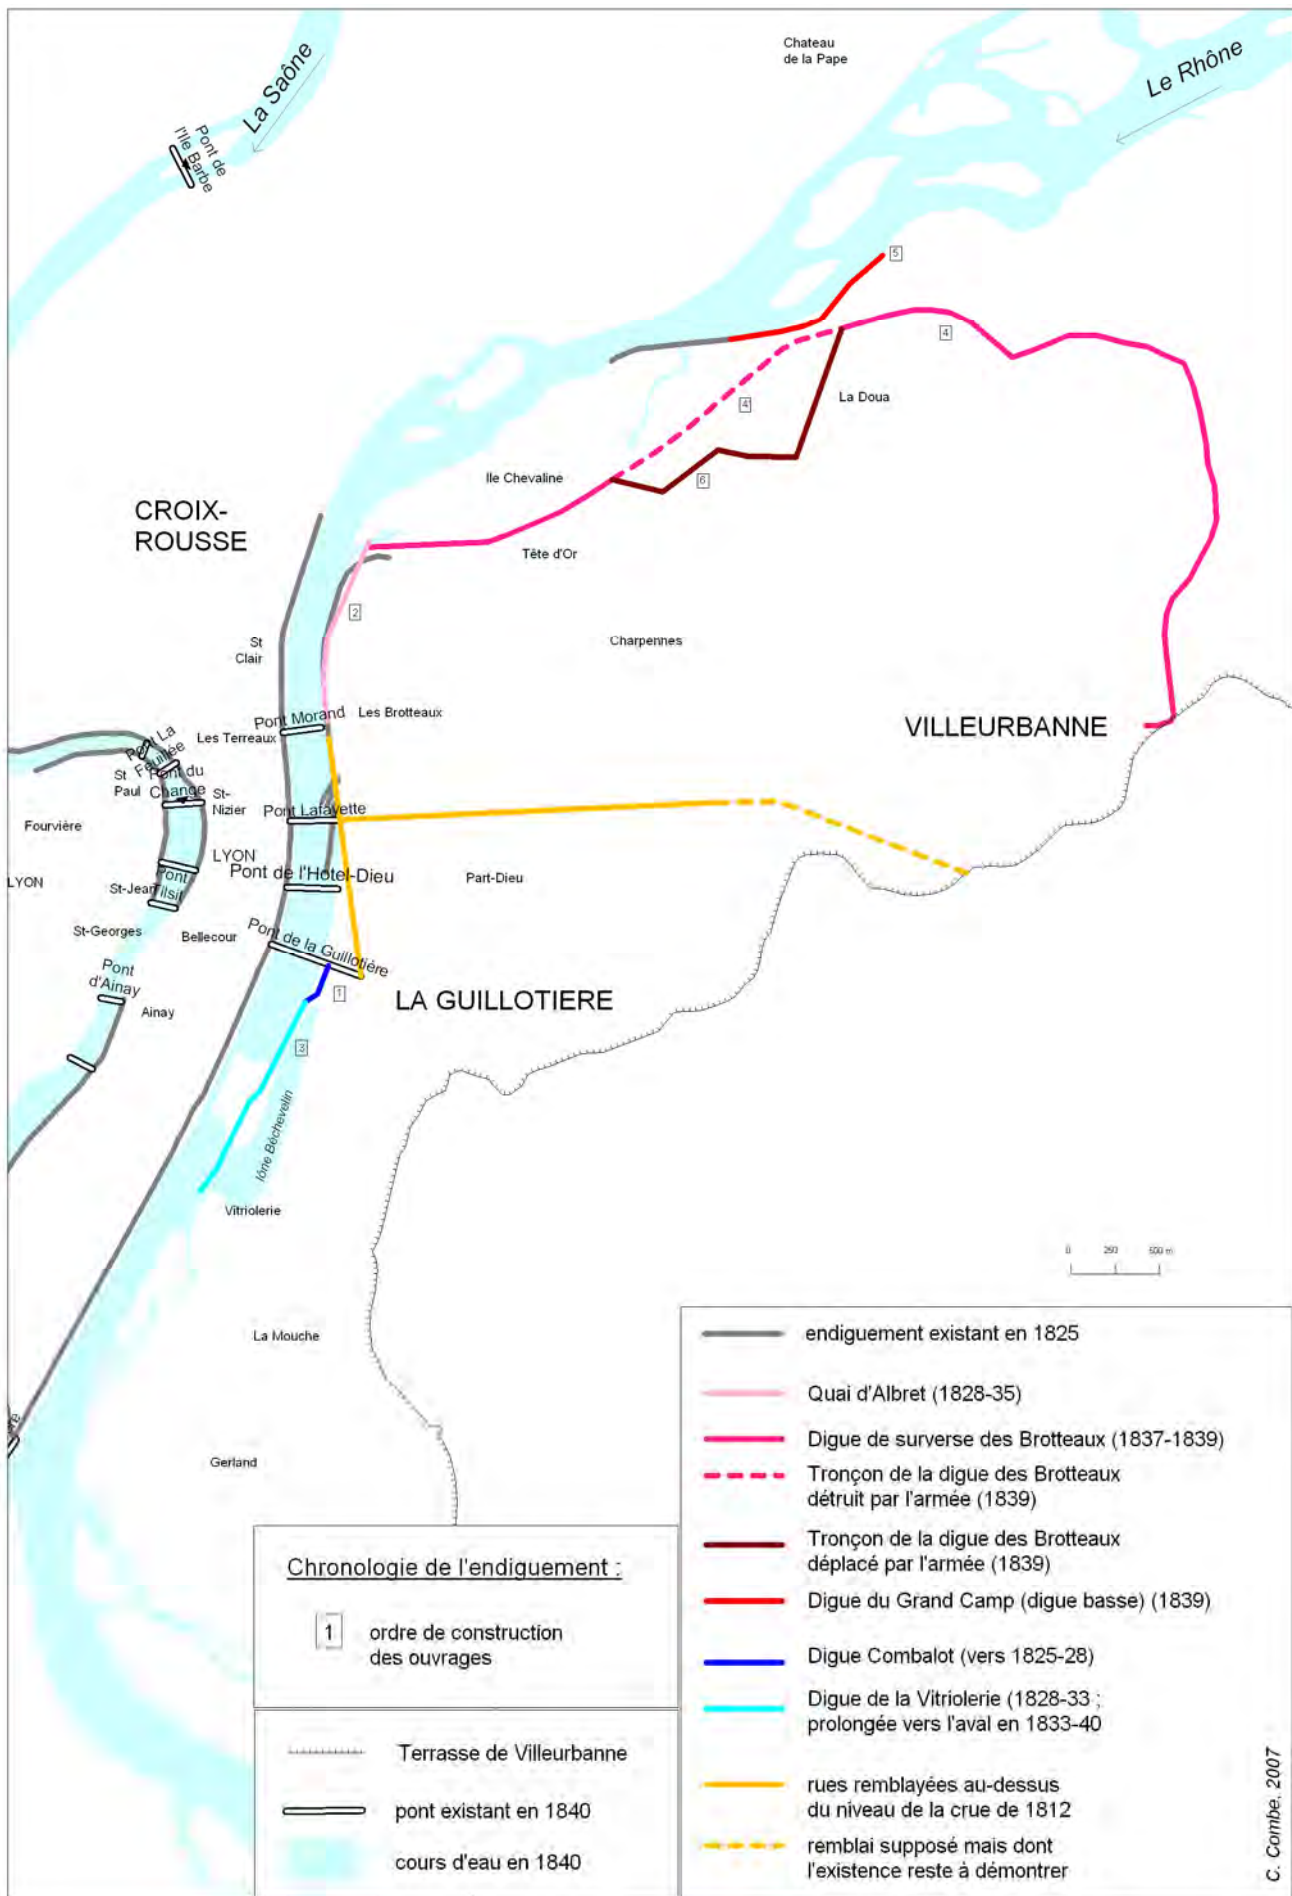 Chateau
de la Pape
La Saône
Le Rhône
Pont de
l'Ile Barbe
5
4
La Doua
4
6
Ile Chevaline
CROIX-
ROUSSE
Tête d'Or
2
St
Clair
Charpennes
Pont Morand
Les Brotteaux
VILLEURBANNE
Les Terreaux
Pont La
Feuillée
St
Paul
Pont du
Change
St-
Nizier
Pont Lafayette
Fourvière
LYON
Pont de l'Hôtel-Dieu
LYON
St-Jean
Pont
Tilsit
Part-Dieu
St-Georges
Bellecour
Pont de la Guillotière
Pont
d'Ainay
Ainay
1
LA GUILLOTIERE
3
lône Béchevelin
Vitriolerie
0 250 500 m
La Mouche
Gerland
endiguement existant en 1825
Quai d'Albret (1828-35)
Digue de surverse des Brotteaux (1837-1839)
Tronçon de la digue des Brotteaux
détruit par l'armée (1839)
Tronçon de la digue des Brotteaux
déplacé par l'armée (1839)
Digue du Grand Camp (digue basse) (1839)
Digue Combalot (vers 1825-28)
Digue de la Vitriolerie (1828-33 ;
prolongée vers l'aval en 1833-40
rues remblayées au-dessus
du niveau de la crue de 1812
remblai supposé mais dont
l'existence reste à démontrer
Chronologie de l'endiguement :
1 ordre de construction
des ouvrages
Terrasse de Villeurbanne
pont existant en 1840
cours d'eau en 1840
C. Combe, 2007